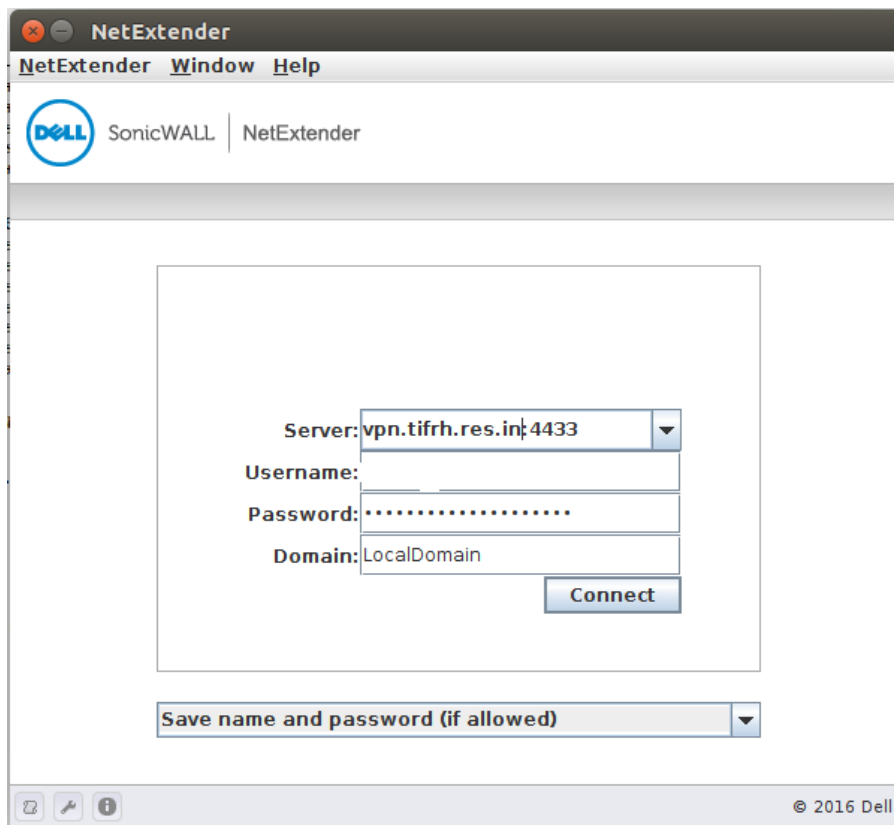 NetExtender
NetExtender Window Help
DELL SonicWALL NetExtender
Server: vpn.tifrh.res.in:4433
Username:
Password: ••••••••••••••••••••
Domain: LocalDomain
Connect
Save name and password (if allowed)
© 2016 Dell